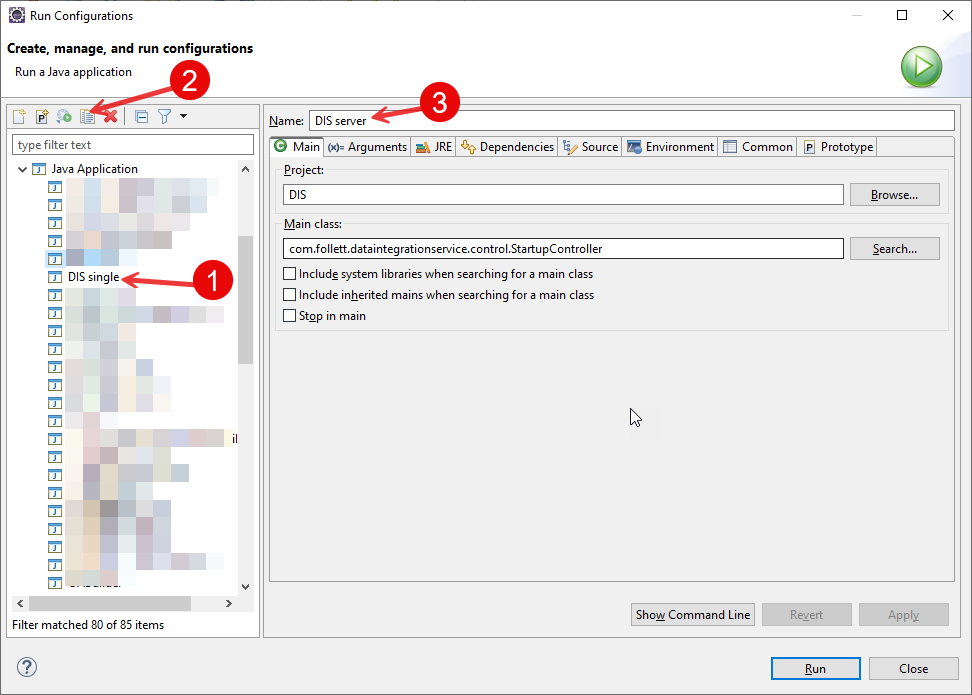 Run Configurations
Create, manage, and run configurations
Run a Java application
2
3
P
Name: DIS server
type filter text
Main (x)= Arguments JRE Dependencies Source Environment Common P Prototype
Java Application
Project:
DIS Browse...
Main class:
com.follett.dataintegrationservice.control.StartupController Search...
DIS single
1
Include system libraries when searching for a main class
Include inherited mains when searching for a main class
Stop in main
il
Show Command Line Revert Apply
Filter matched 80 of 85 items
? Run Close